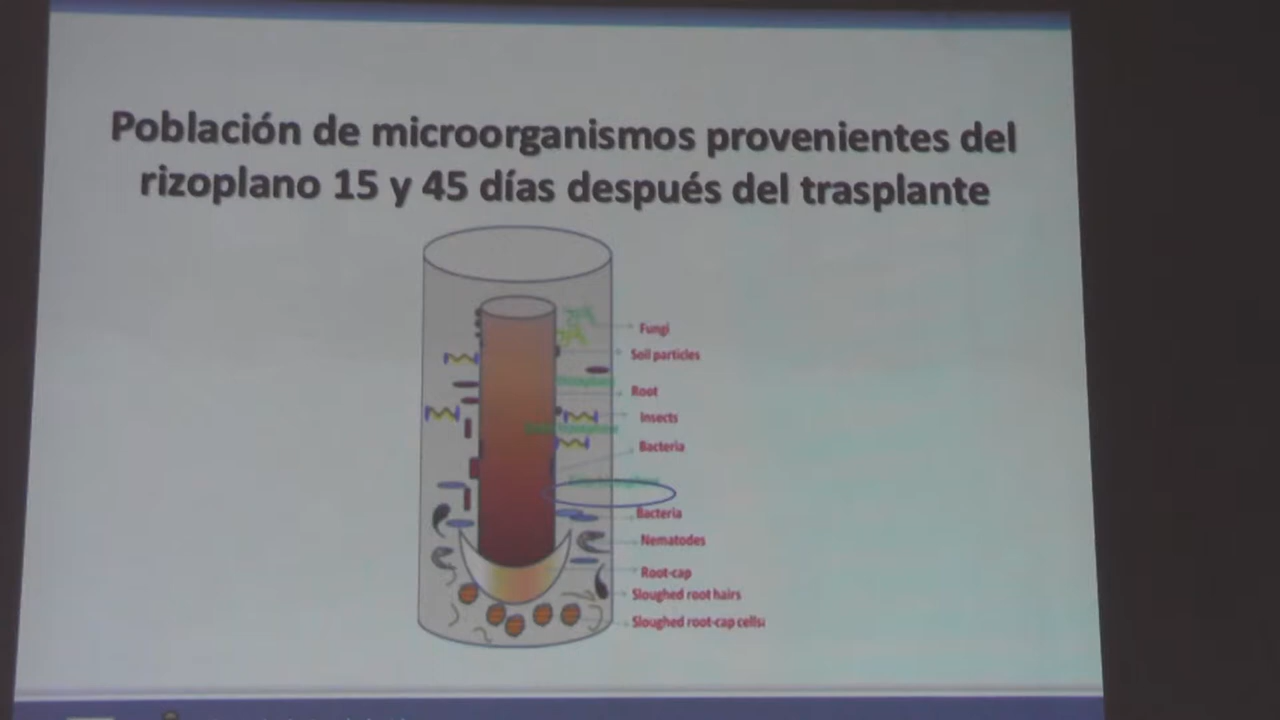 Población de microorganismos provenientes del
rizoplano 15 y 45 días después del trasplante
Fungi
Soil particles
Root
Insects
Bacteria
Bacteria
Nematodes
Root-cap
Sloughed root hairs
Sloughed root-cap cells